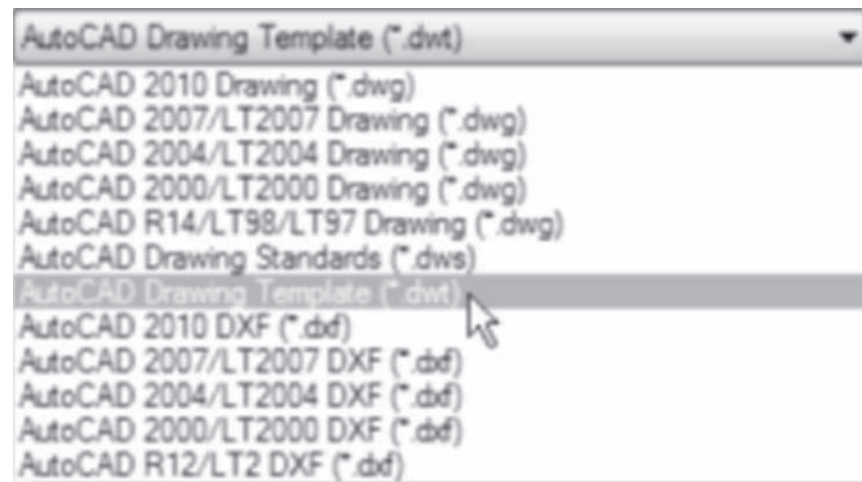 AutoCAD Drawing Template (*.dwt)
AutoCAD 2010 Drawing (*.dwg)
AutoCAD 2007/LT2007 Drawing (*.dwg)
AutoCAD 2004/LT2004 Drawing (*.dwg)
AutoCAD 2000/LT2000 Drawing (*.dwg)
AutoCAD R14/LT98/LT97 Drawing (*.dwg)
AutoCAD Drawing Standards (*.dws)
AutoCAD Drawing Template (*.dwt)
AutoCAD 2010 DXF (*.dxf)
AutoCAD 2007/LT2007 DXF (*.dxf)
AutoCAD 2004/LT2004 DXF (*.dxf)
AutoCAD 2000/LT2000 DXF (*.dxf)
AutoCAD R12/LT2 DXF (*.dxf)